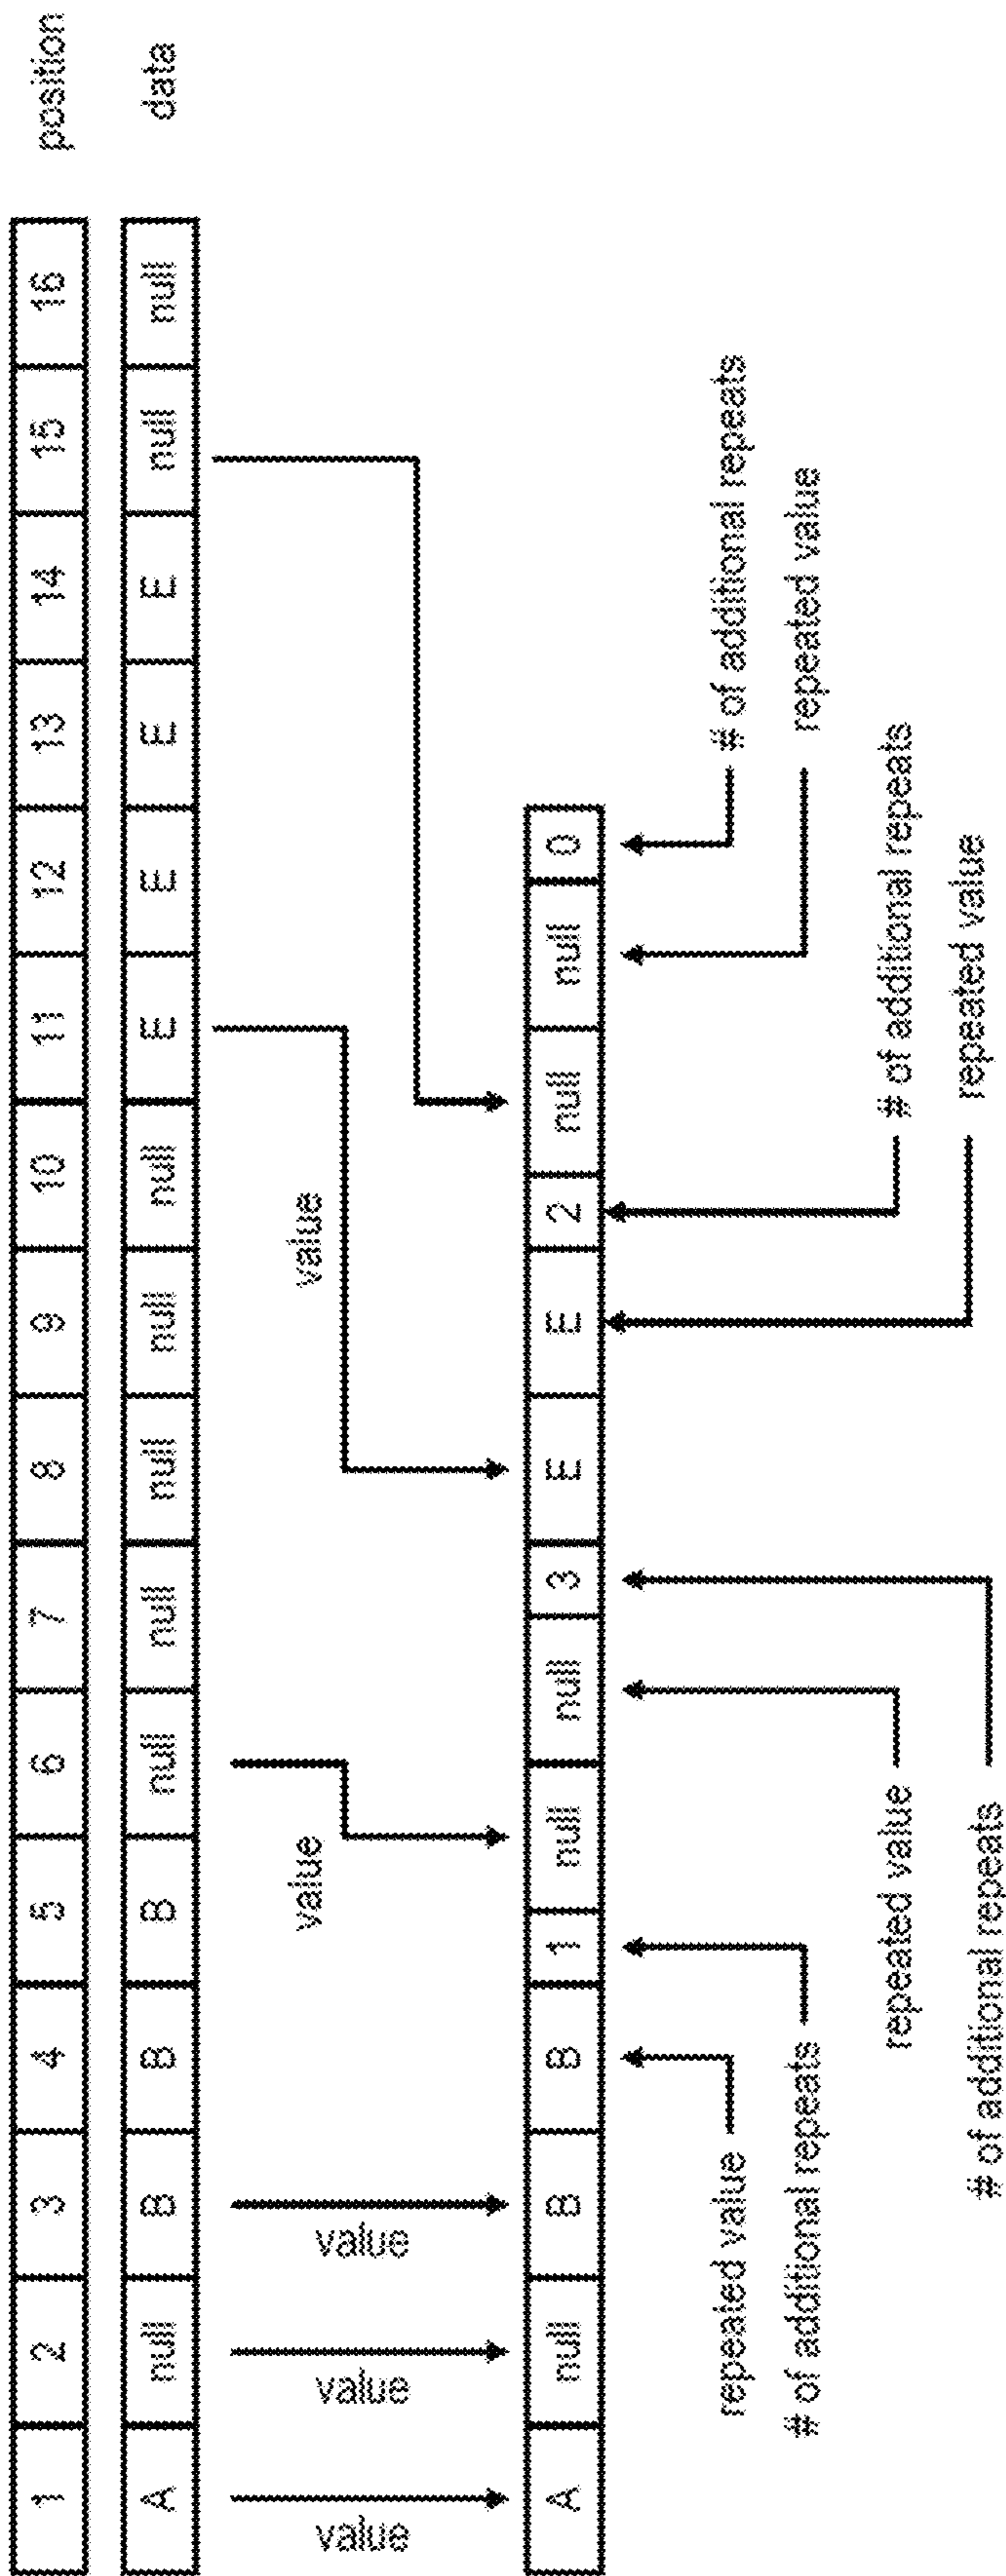 1 2 3 4 5 6 7 8 9 10 11 12 13 14 15 16 position
A null B B B null null null null null E E E E null null data
value value value value value
A null B B 1 null null 3 E E 2 null null 0
repeated value # of additional repeats
# of additional repeats repeated value
repeated value # of additional repeats
# of additional repeats repeated value